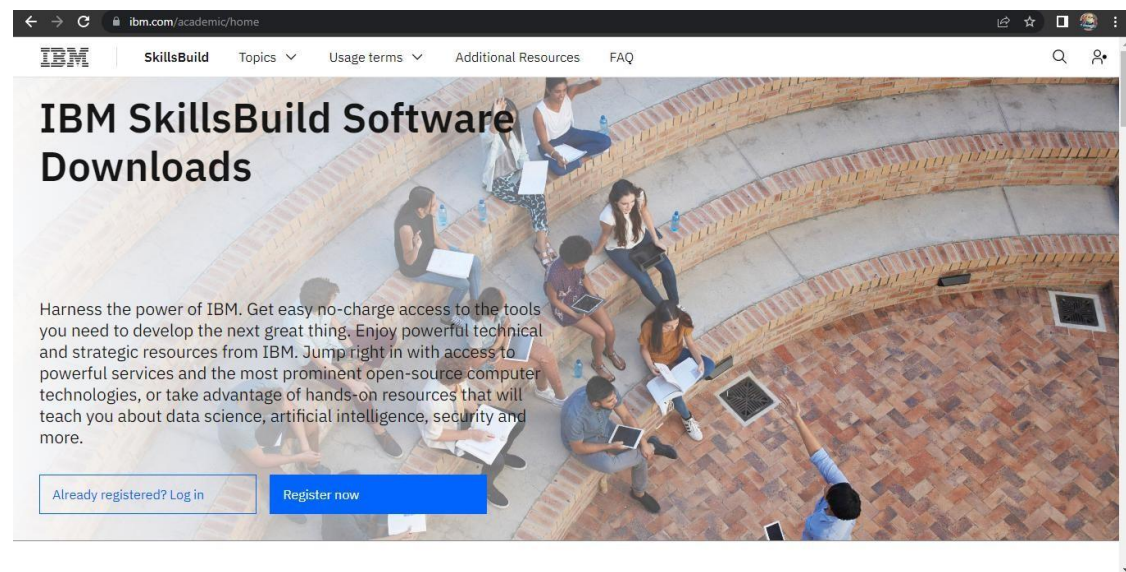 ibm.com/academic/home
IBM SkillsBuild Topics Usage terms Additional Resources FAQ
IBM SkillsBuild Software
Downloads
Harness the power of IBM. Get easy no-charge access to the tools
you need to develop the next great thing. Enjoy powerful technical
and strategic resources from IBM. Jump right in with access to
powerful services and the most prominent open-source computer
technologies, or take advantage of hands-on resources that will
teach you about data science, artificial intelligence, security and
more.
Already registered? Log in Register now